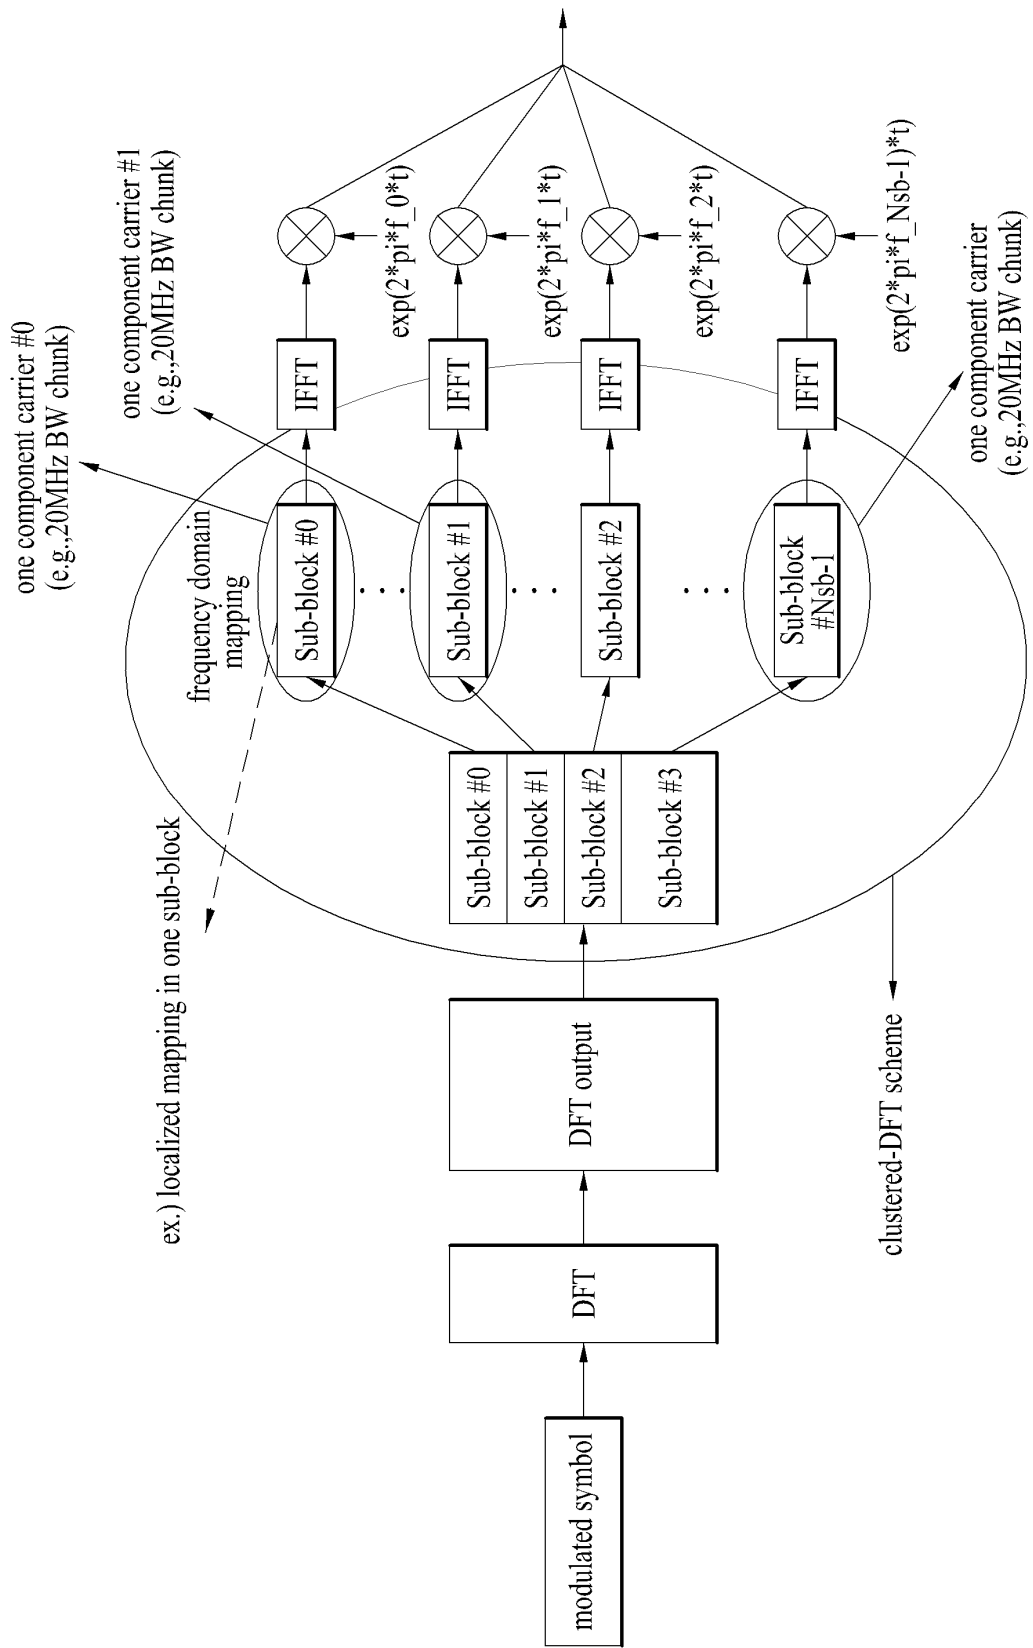 one component carrier #0
(e.g.,20MHz BW chunk)
one component carrier #1
(e.g.,20MHz BW chunk)
ex.) localized mapping in one sub-block
frequency domain
mapping
modulated symbol
DFT
DFT output
Sub-block #0
Sub-block #1
Sub-block #2
Sub-block #3
Sub-block #0
IFFT
exp(2*pi*f_0*t)
. . .
Sub-block #1
IFFT
exp(2*pi*f_1*t)
. . .
Sub-block #2
IFFT
exp(2*pi*f_2*t)
. . .
Sub-block
#Nsb-1
IFFT
exp(2*pi*f_Nsb-1)*t)
clustered-DFT scheme
one component carrier
(e.g.,20MHz BW chunk)